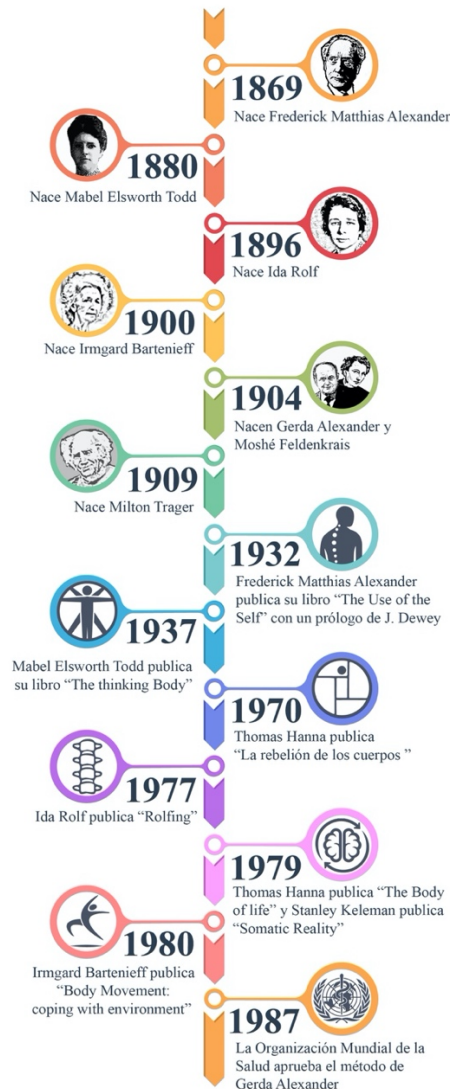 1869
Nace Frederick Matthias Alexander
1880
Nace Mabel Elsworth Todd
1896
Nace Ida Rolf
1900
Nace Irmgard Bartenieff
1904
Nacen Gerda Alexander y
Moshé Feldenkrais
1909
Nace Milton Trager
1932
Frederick Matthias Alexander
publica su libro “The Use of the
Self” con un prólogo de J. Dewey
1937
Mabel Elsworth Todd publica
su libro “The thinking Body”
1970
Thomas Hanna publica
“La rebelión de los cuerpos ”
1977
Ida Rolf publica “Rolfing”
1979
Thomas Hanna publica “The Body
of life” y Stanley Keleman publica
“Somatic Reality”
1980
Irmgard Bartenieff publica
“Body Movement:
coping with environment”
1987
La Organización Mundial de la
Salud aprueba el método de
Gerda Alexander